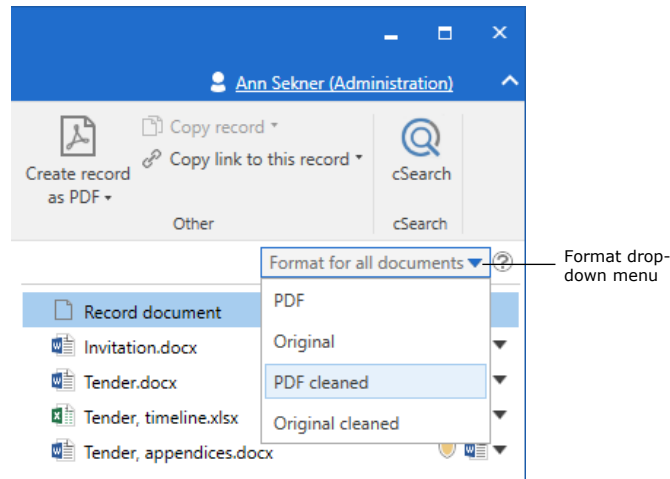 Ann Sekner (Administration)
Create record
as PDF
Copy record
Copy link to this record
cSearch
Other
cSearch
Format for all documents
?
Format drop-
down menu
PDF
Original
PDF cleaned
Original cleaned
Record document
Invitation.docx
Tender.docx
Tender, timeline.xlsx
Tender, appendices.docx